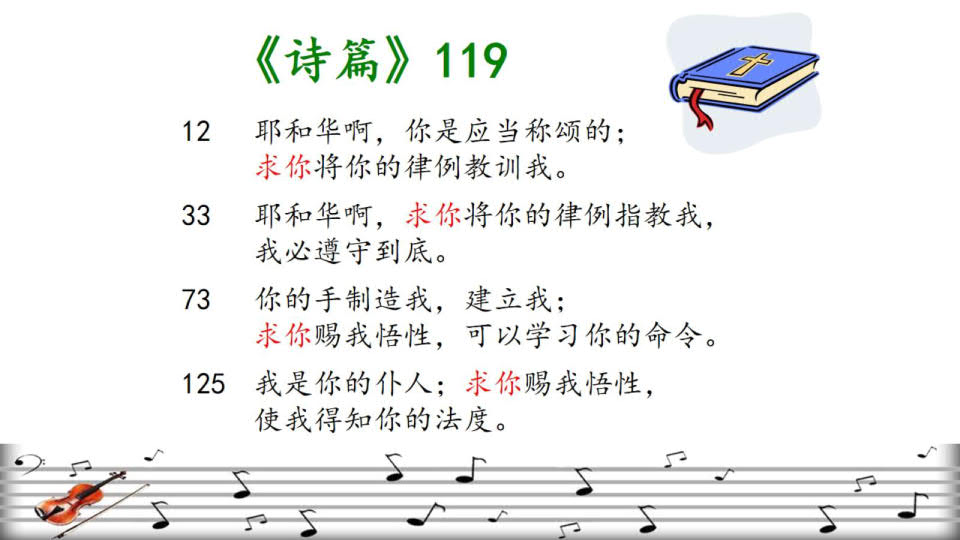 《诗篇》119
12 耶和华啊，你是应当称颂的；
求你将你的律例教训我。
33 耶和华啊，求你将你的律例指教我，
我必遵守到底。
73 你的手制造我，建立我；
求你赐我悟性，可以学习你的命令。
125 我是你的仆人；求你赐我悟性，
使我得知你的法度。